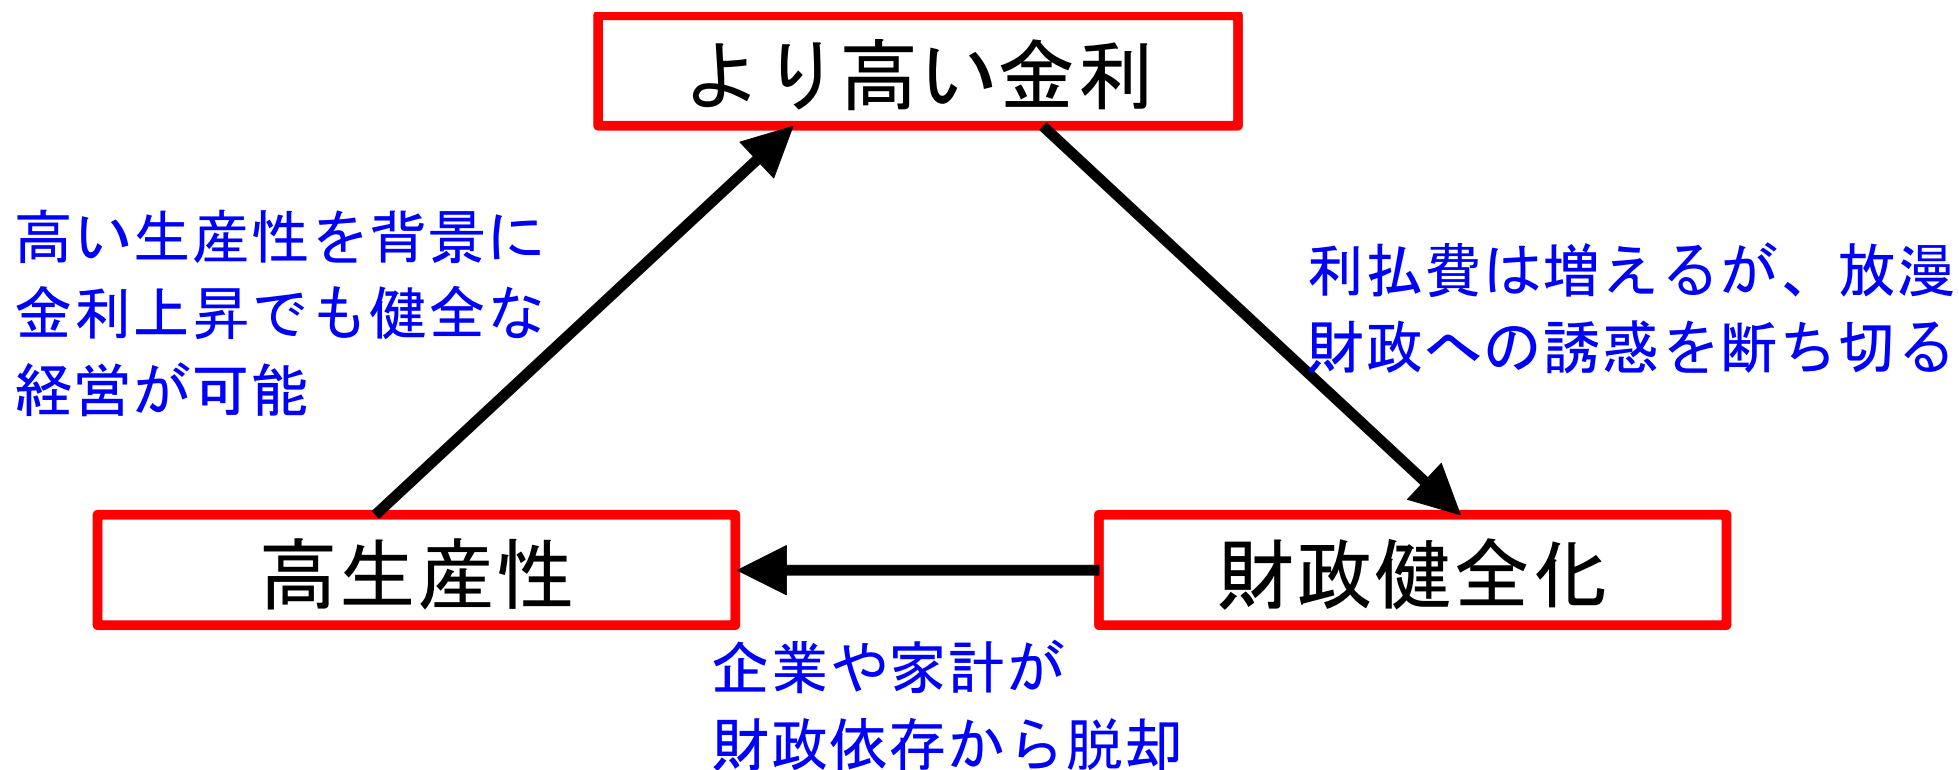 より高い金利
高い生産性を背景に
金利上昇でも健全な
経営が可能
利払費は増えるが、放漫
財政への誘惑を断ち切る
高生産性
財政健全化
企業や家計が
財政依存から脱却